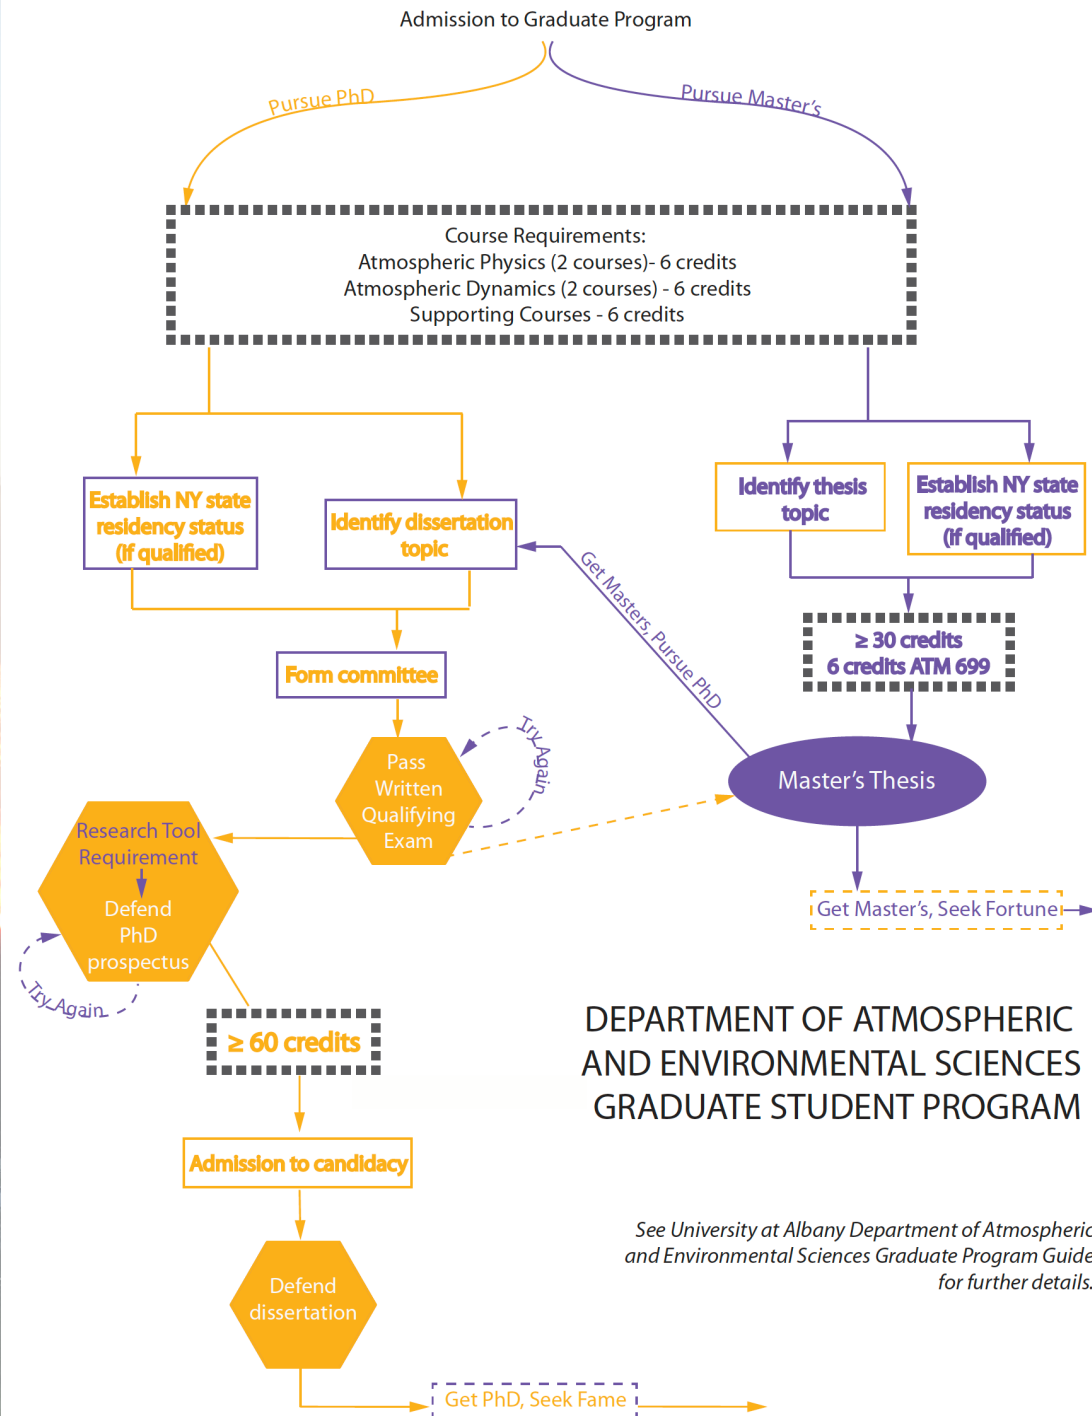 Admission to Graduate Program
Pursue PhD
Pursue Master's
Course Requirements:
Atmospheric Physics (2 courses)- 6 credits
Atmospheric Dynamics (2 courses) - 6 credits
Supporting Courses - 6 credits
Establish NY state
residency status
(if qualified)
Identify dissertation
topic
Identify thesis
topic
Establish NY state
residency status
(if qualified)
Get Masters, Pursue PhD
Form committee
≥ 30 credits
6 credits ATM 699
Pass
Written
Qualifying
Exam
Try Again
Master's Thesis
Research Tool
Requirement
Defend
PhD
prospectus
Try Again
Get Master's, Seek Fortune
≥ 60 credits
DEPARTMENT OF ATMOSPHERIC
AND ENVIRONMENTAL SCIENCES
GRADUATE STUDENT PROGRAM
Admission to candidacy
See University at Albany Department of Atmospheric
and Environmental Sciences Graduate Program Guide
for further details.
Defend
dissertation
Get PhD, Seek Fame